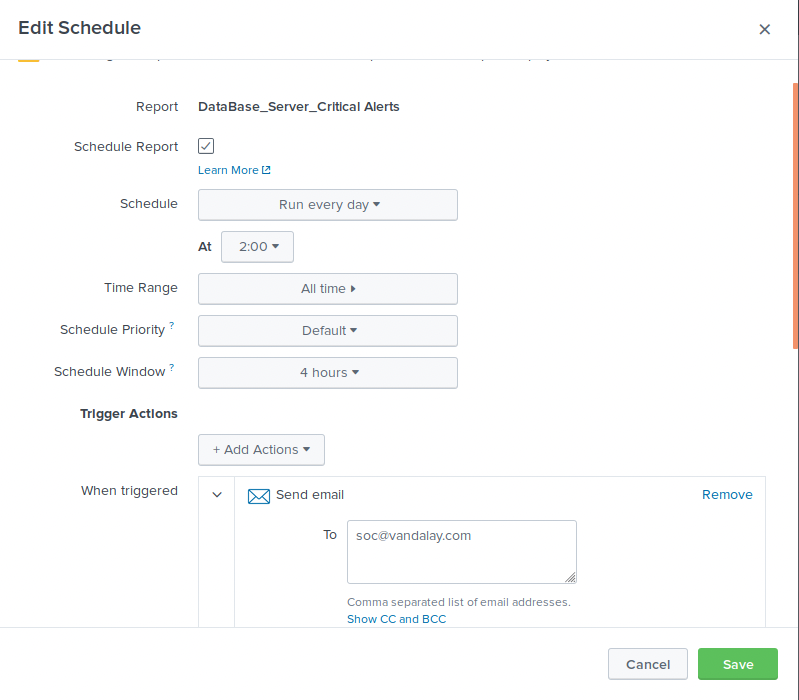 Edit Schedule
Report DataBase_Server_Critical Alerts
Schedule Report
Learn More
Schedule Run every day
At 2:00
Time Range All time
Schedule Priority ? Default
Schedule Window ? 4 hours
Trigger Actions
+ Add Actions
When triggered Send email Remove
To soc@vandalay.com
Comma separated list of email addresses.
Show CC and BCC
Cancel Save